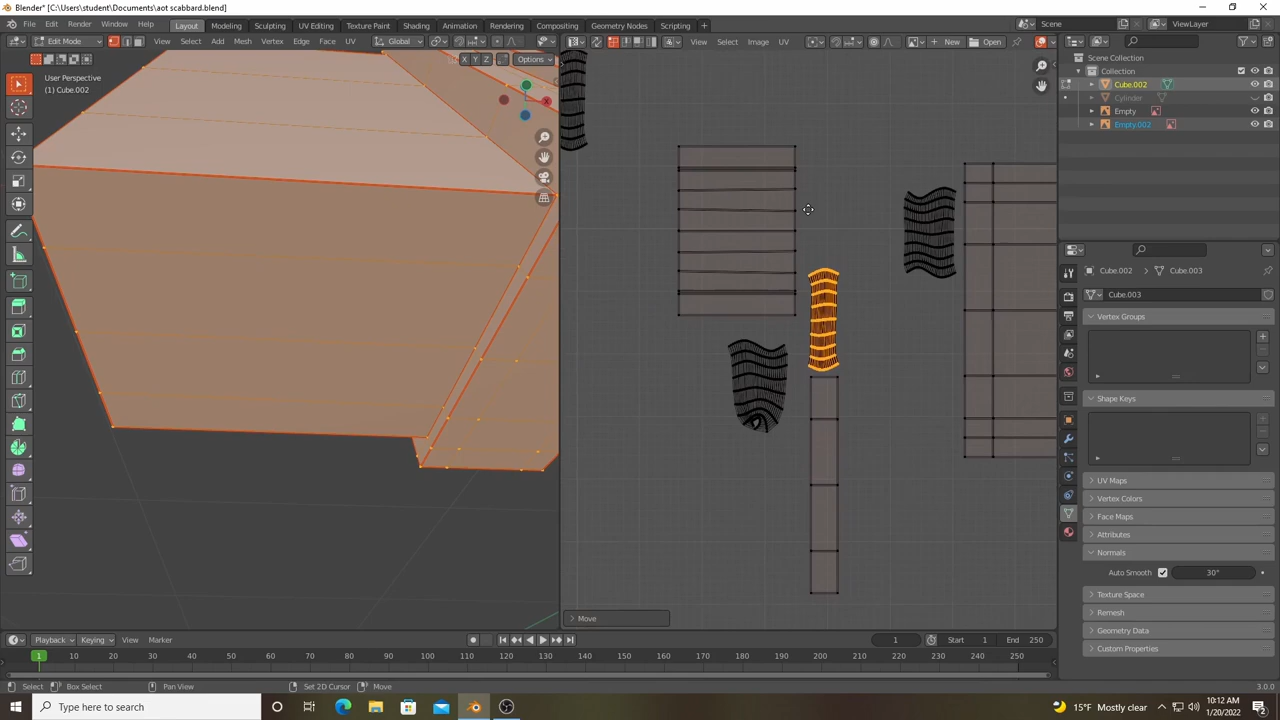 Blender* [C:\Users\student\Documents\aot scabbard.blend]
File Edit Render Window Help Layout Modeling Sculpting UV Editing Texture Paint Shading Animation Rendering Compositing Geometry Nodes Scripting + Scene ViewLayer
Edit Mode View Select Add Mesh Vertex Edge Face UV Global View Select Image UV New Open
X Y Z Options
User Perspective
(1) Cube.002
Scene Collection
Collection
Cube.002
Cylinder
Empty
Empty.002
Cube.002 > Cube.003
Cube.003
Vertex Groups
Shape Keys
UV Maps
Vertex Colors
Face Maps
Attributes
Normals
Auto Smooth 30°
Texture Space
Remesh
Geometry Data
Custom Properties
> Move
Playback Keying View Marker 1 Start 1 End 250
1 10 20 30 40 50 60 70 80 90 100 110 120 130 140 150 160 170 180 190 200 210 220 230 240 250
Select Box Select Pan View Set 2D Cursor Move 3.0.0
Type here to search 15°F Mostly clear 10:12 AM
1/20/2022
2